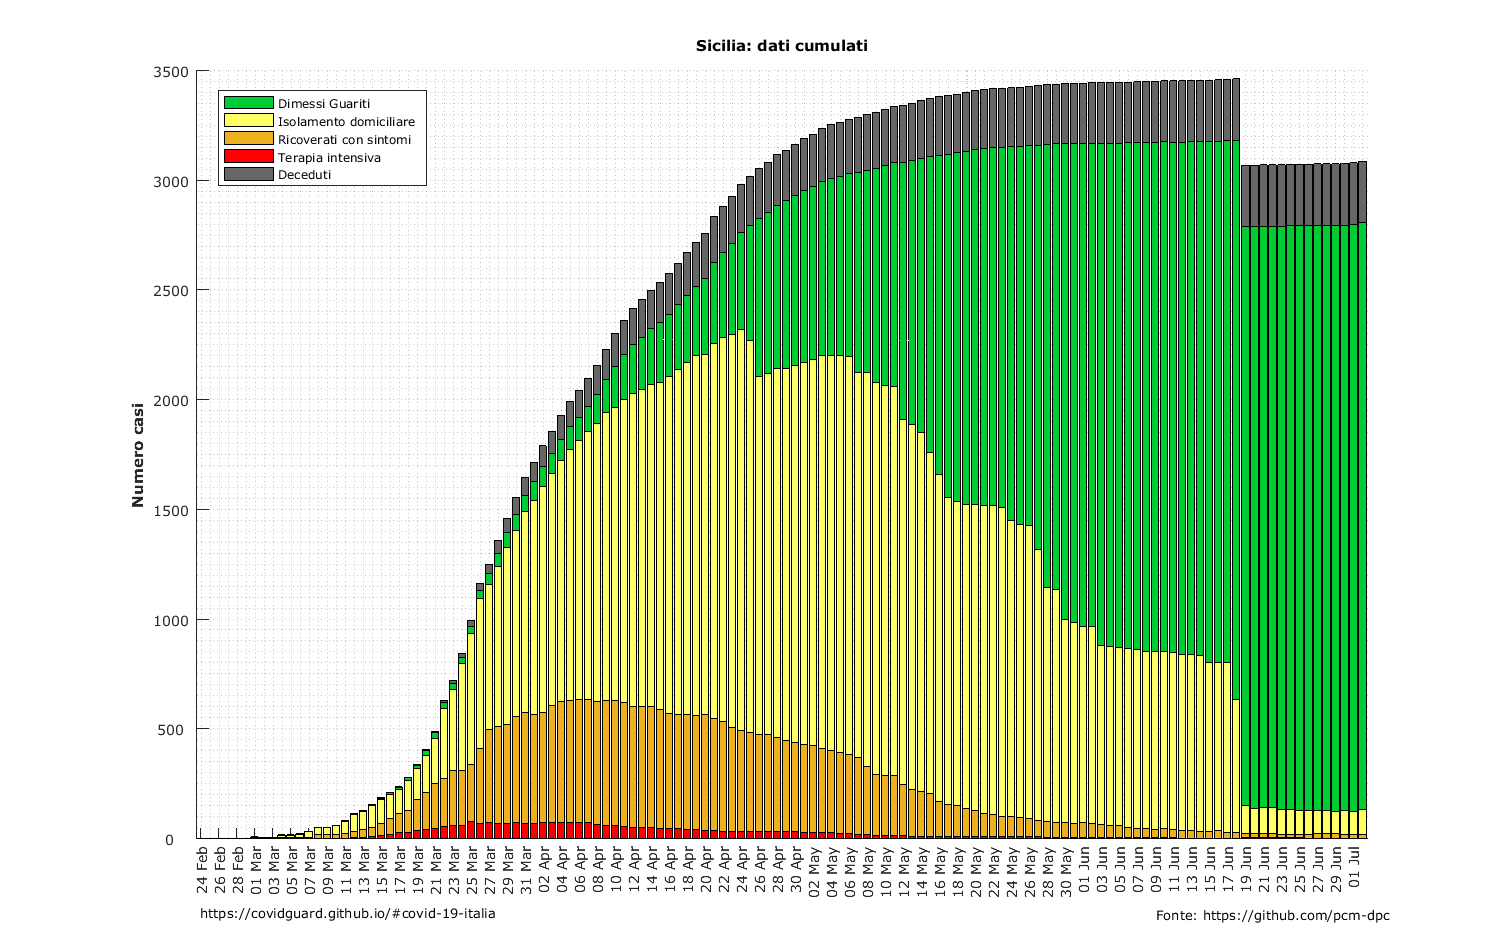 Sicilia: dati cumulati
3500
3000
2500
2000
1500
1000
500
0
Numero casi
Dimessi Guariti
Isolamento domiciliare
Ricoverati con sintomi
Terapia intensiva
Deceduti
24 Feb
26 Feb
28 Feb
01 Mar
03 Mar
05 Mar
07 Mar
09 Mar
11 Mar
13 Mar
15 Mar
17 Mar
19 Mar
21 Mar
23 Mar
25 Mar
27 Mar
29 Mar
31 Mar
02 Apr
04 Apr
06 Apr
08 Apr
10 Apr
12 Apr
14 Apr
16 Apr
18 Apr
20 Apr
22 Apr
24 Apr
26 Apr
28 Apr
30 Apr
02 May
04 May
06 May
08 May
10 May
12 May
14 May
16 May
18 May
20 May
22 May
24 May
26 May
28 May
30 May
01 Jun
03 Jun
05 Jun
07 Jun
09 Jun
11 Jun
13 Jun
15 Jun
17 Jun
19 Jun
21 Jun
23 Jun
25 Jun
27 Jun
29 Jun
01 Jul
https://covidguard.github.io/#covid-19-italia
Fonte: https://github.com/pcm-dpc